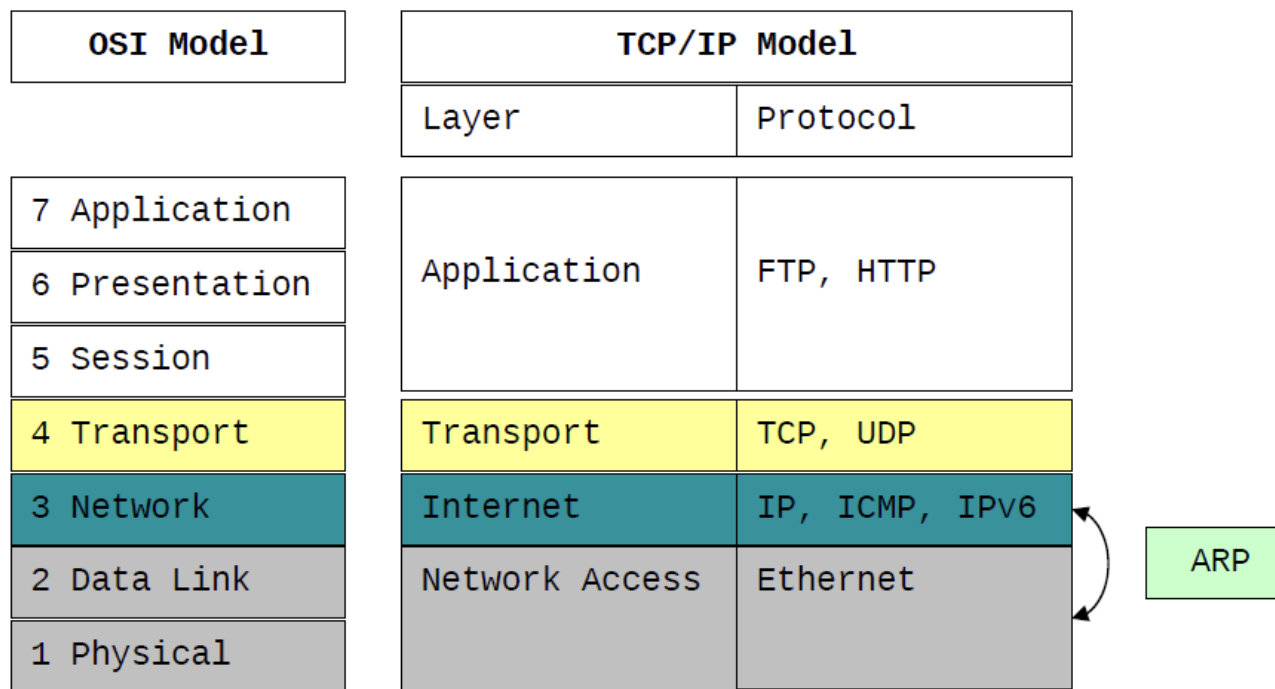 OSI Model
TCP/IP Model
Layer
Protocol
7 Application
6 Presentation
5 Session
Application
FTP, HTTP
4 Transport
Transport
TCP, UDP
3 Network
Internet
IP, ICMP, IPv6
2 Data Link
Network Access
Ethernet
ARP
1 Physical